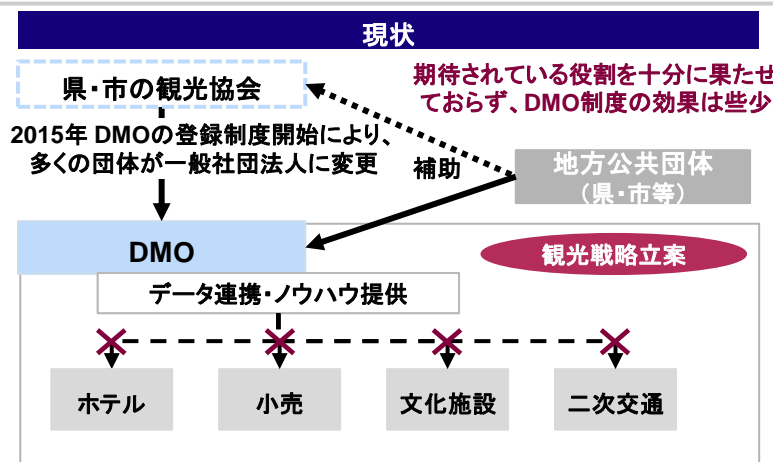 現状
県・市の観光協会
期待されている役割を十分に果たせ
ておらず、DMO制度の効果は些少
2015年 DMOの登録制度開始により、
多くの団体が一般社団法人に変更
補助
地方公共団体
（県・市等）
DMO
観光戦略立案
データ連携・ノウハウ提供
ホテル
小売
文化施設
二次交通